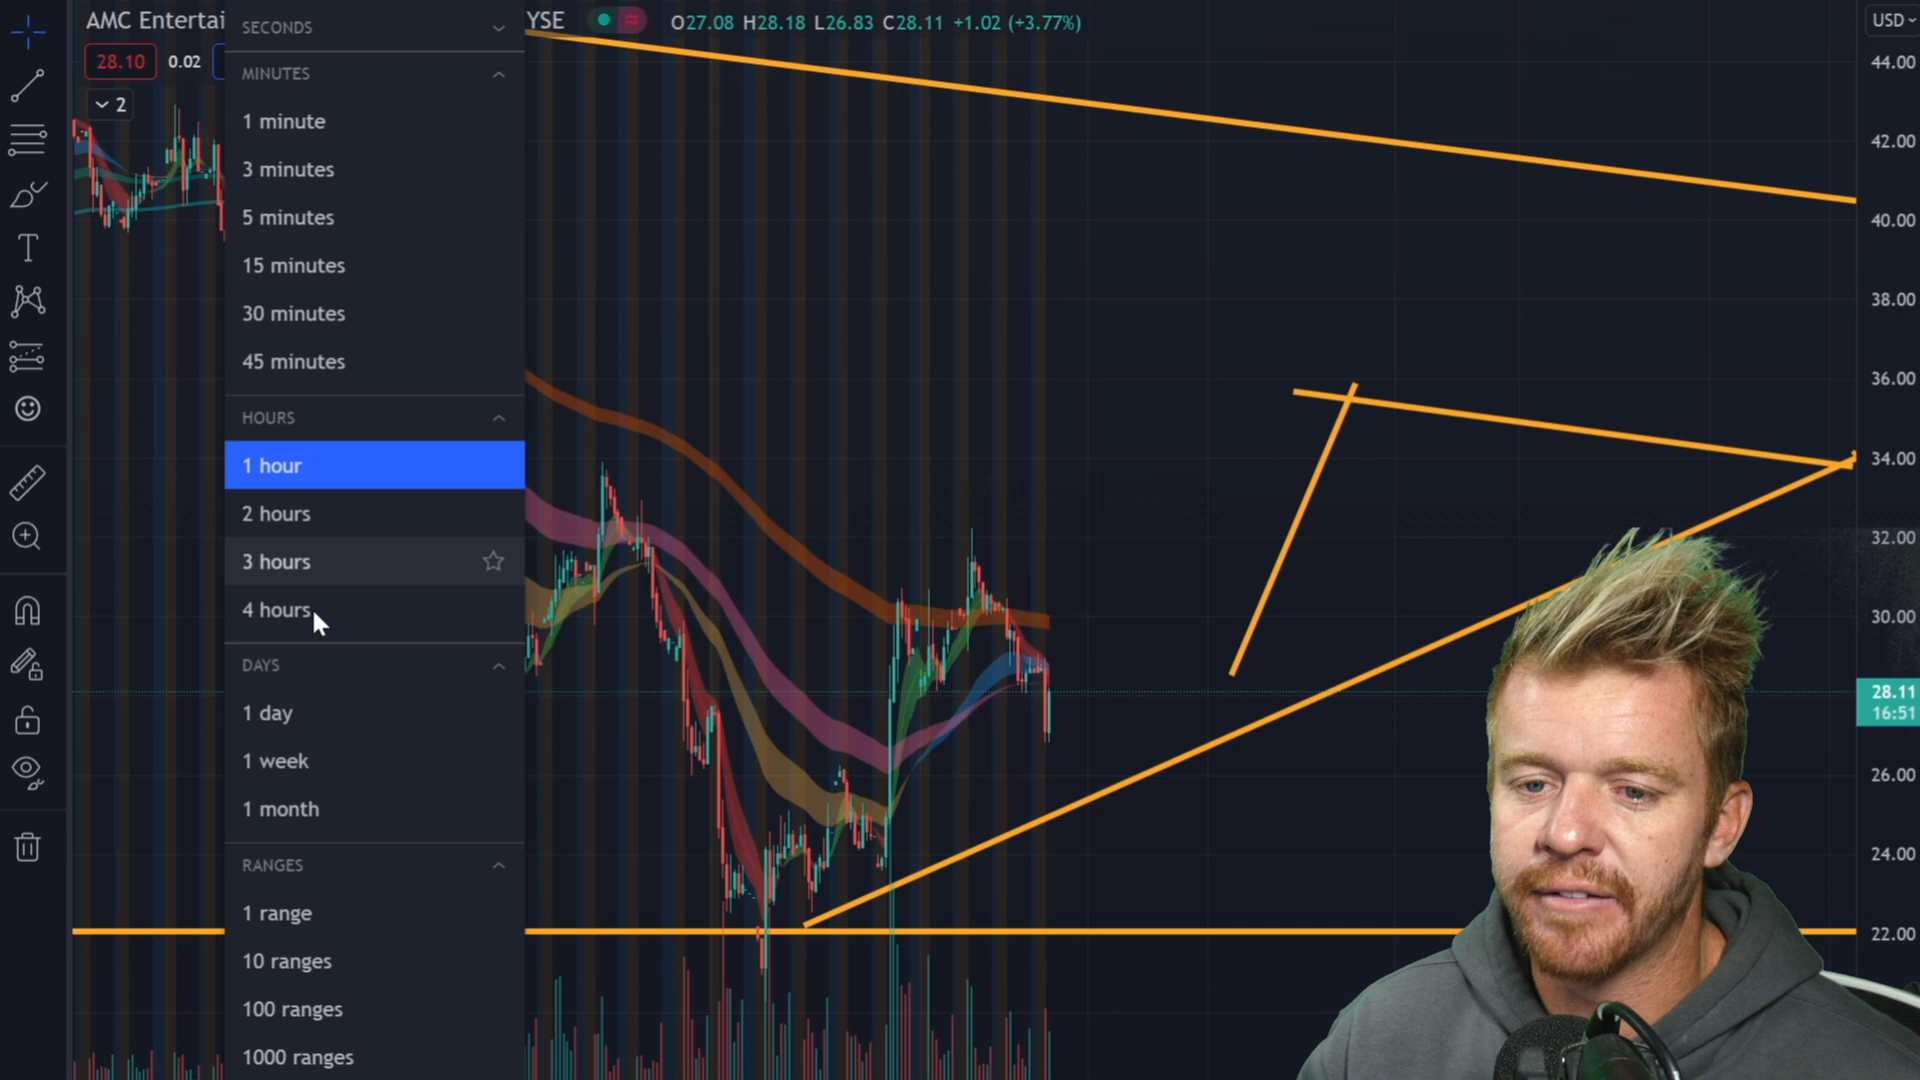 AMC Entertai
YSE
O27.08 H28.18 L26.83 C28.11 +1.02 (+3.77%)
USD
28.10
0.02
2
SECONDS
MINUTES
1 minute
3 minutes
5 minutes
15 minutes
30 minutes
45 minutes
HOURS
1 hour
2 hours
3 hours
4 hours
DAYS
1 day
1 week
1 month
RANGES
1 range
10 ranges
100 ranges
1000 ranges
44.00
42.00
40.00
38.00
36.00
34.00
32.00
30.00
28.11
16:51
26.00
24.00
22.00